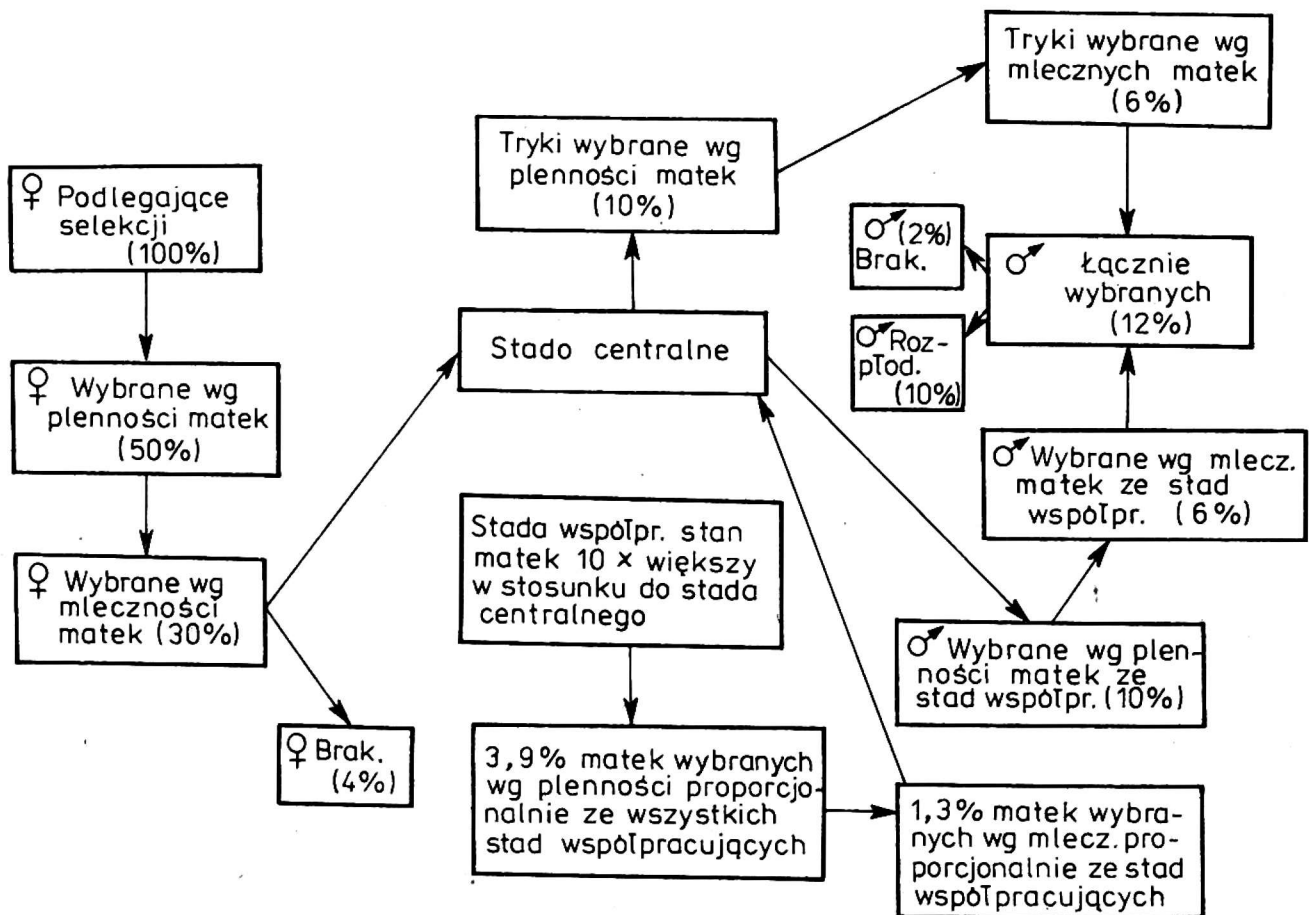 ♀ Podlegające
selekcji
(100%)
♀ Wybrane wg
plenności matek
(50%)
♀ Wybrane wg
mleczności
matek (30%)
♀ Brak.
(4%)
Tryki wybrane wg
plenności matek
(10%)
Stado centralne
Stada współpr. stan
matek 10 x większy
w stosunku do stada
centralnego
3,9% matek wybranych
wg plenności proporcjo-
nalnie ze wszystkich
stad współpracujących
Tryki wybrane wg
mlecznych matek
(6%)
♂ (2%)
Brak.
♂ Łącznie
wybranych
(12%)
♂ Roz-
płod.
(10%)
♂ Wybrane wg mlecz.
matek ze stad
współpr. (6%)
♂ Wybrane wg plen-
ności matek ze
stad współpr. (10%)
1,3% matek wybra-
nych wg mlecz. pro-
porcjonalnie ze stad
współpracujących